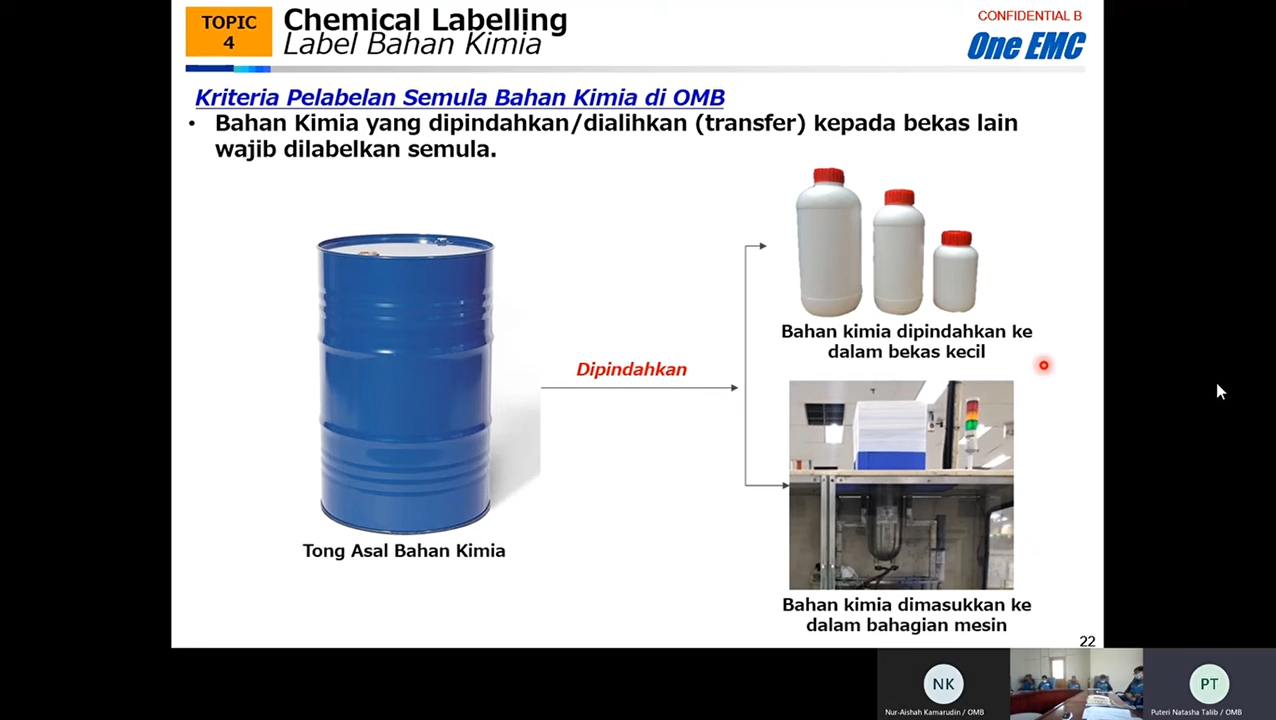 TOPIC
4
Chemical Labelling
Label Bahan Kimia
CONFIDENTIAL B
One EMC
Kriteria Pelabelan Semula Bahan Kimia di OMB
• Bahan Kimia yang dipindahkan/dialihkan (transfer) kepada bekas lain
wajib dilabelkan semula.
Bahan kimia dipindahkan ke
dalam bekas kecil
Dipindahkan
Tong Asal Bahan Kimia
Bahan kimia dimasukkan ke
dalam bahagian mesin
22
NK
Nur-Aishah Kamarudin / OMB
PT
Puteri Natasha Talib / OMB